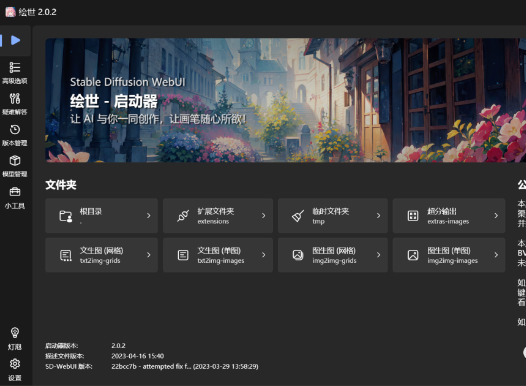 绘世 2.0.2
高级选项
疑难解答
版本管理
模型管理
小工具
灯泡
设置
Stable Diffusion WebUI
绘世 - 启动器
让 AI 与你一同创作，让画笔随心所欲！
文件夹
根目录
.
扩展文件夹
extensions
临时文件夹
tmp
超分输出
extras-images
文生图 (网格)
txt2img-grids
文生图 (单图)
txt2img-images
图生图 (网格)
img2img-grids
图生图 (单图)
img2img-images
启动器版本:
2.0.2
描述文件版本:
2023-04-16 15:40
SD-WebUI 版本:
22bcc7b - attempted fix f... (2023-03-29 13:58:29)
公
本
渠
并
本
BV
未
如
键
看
如